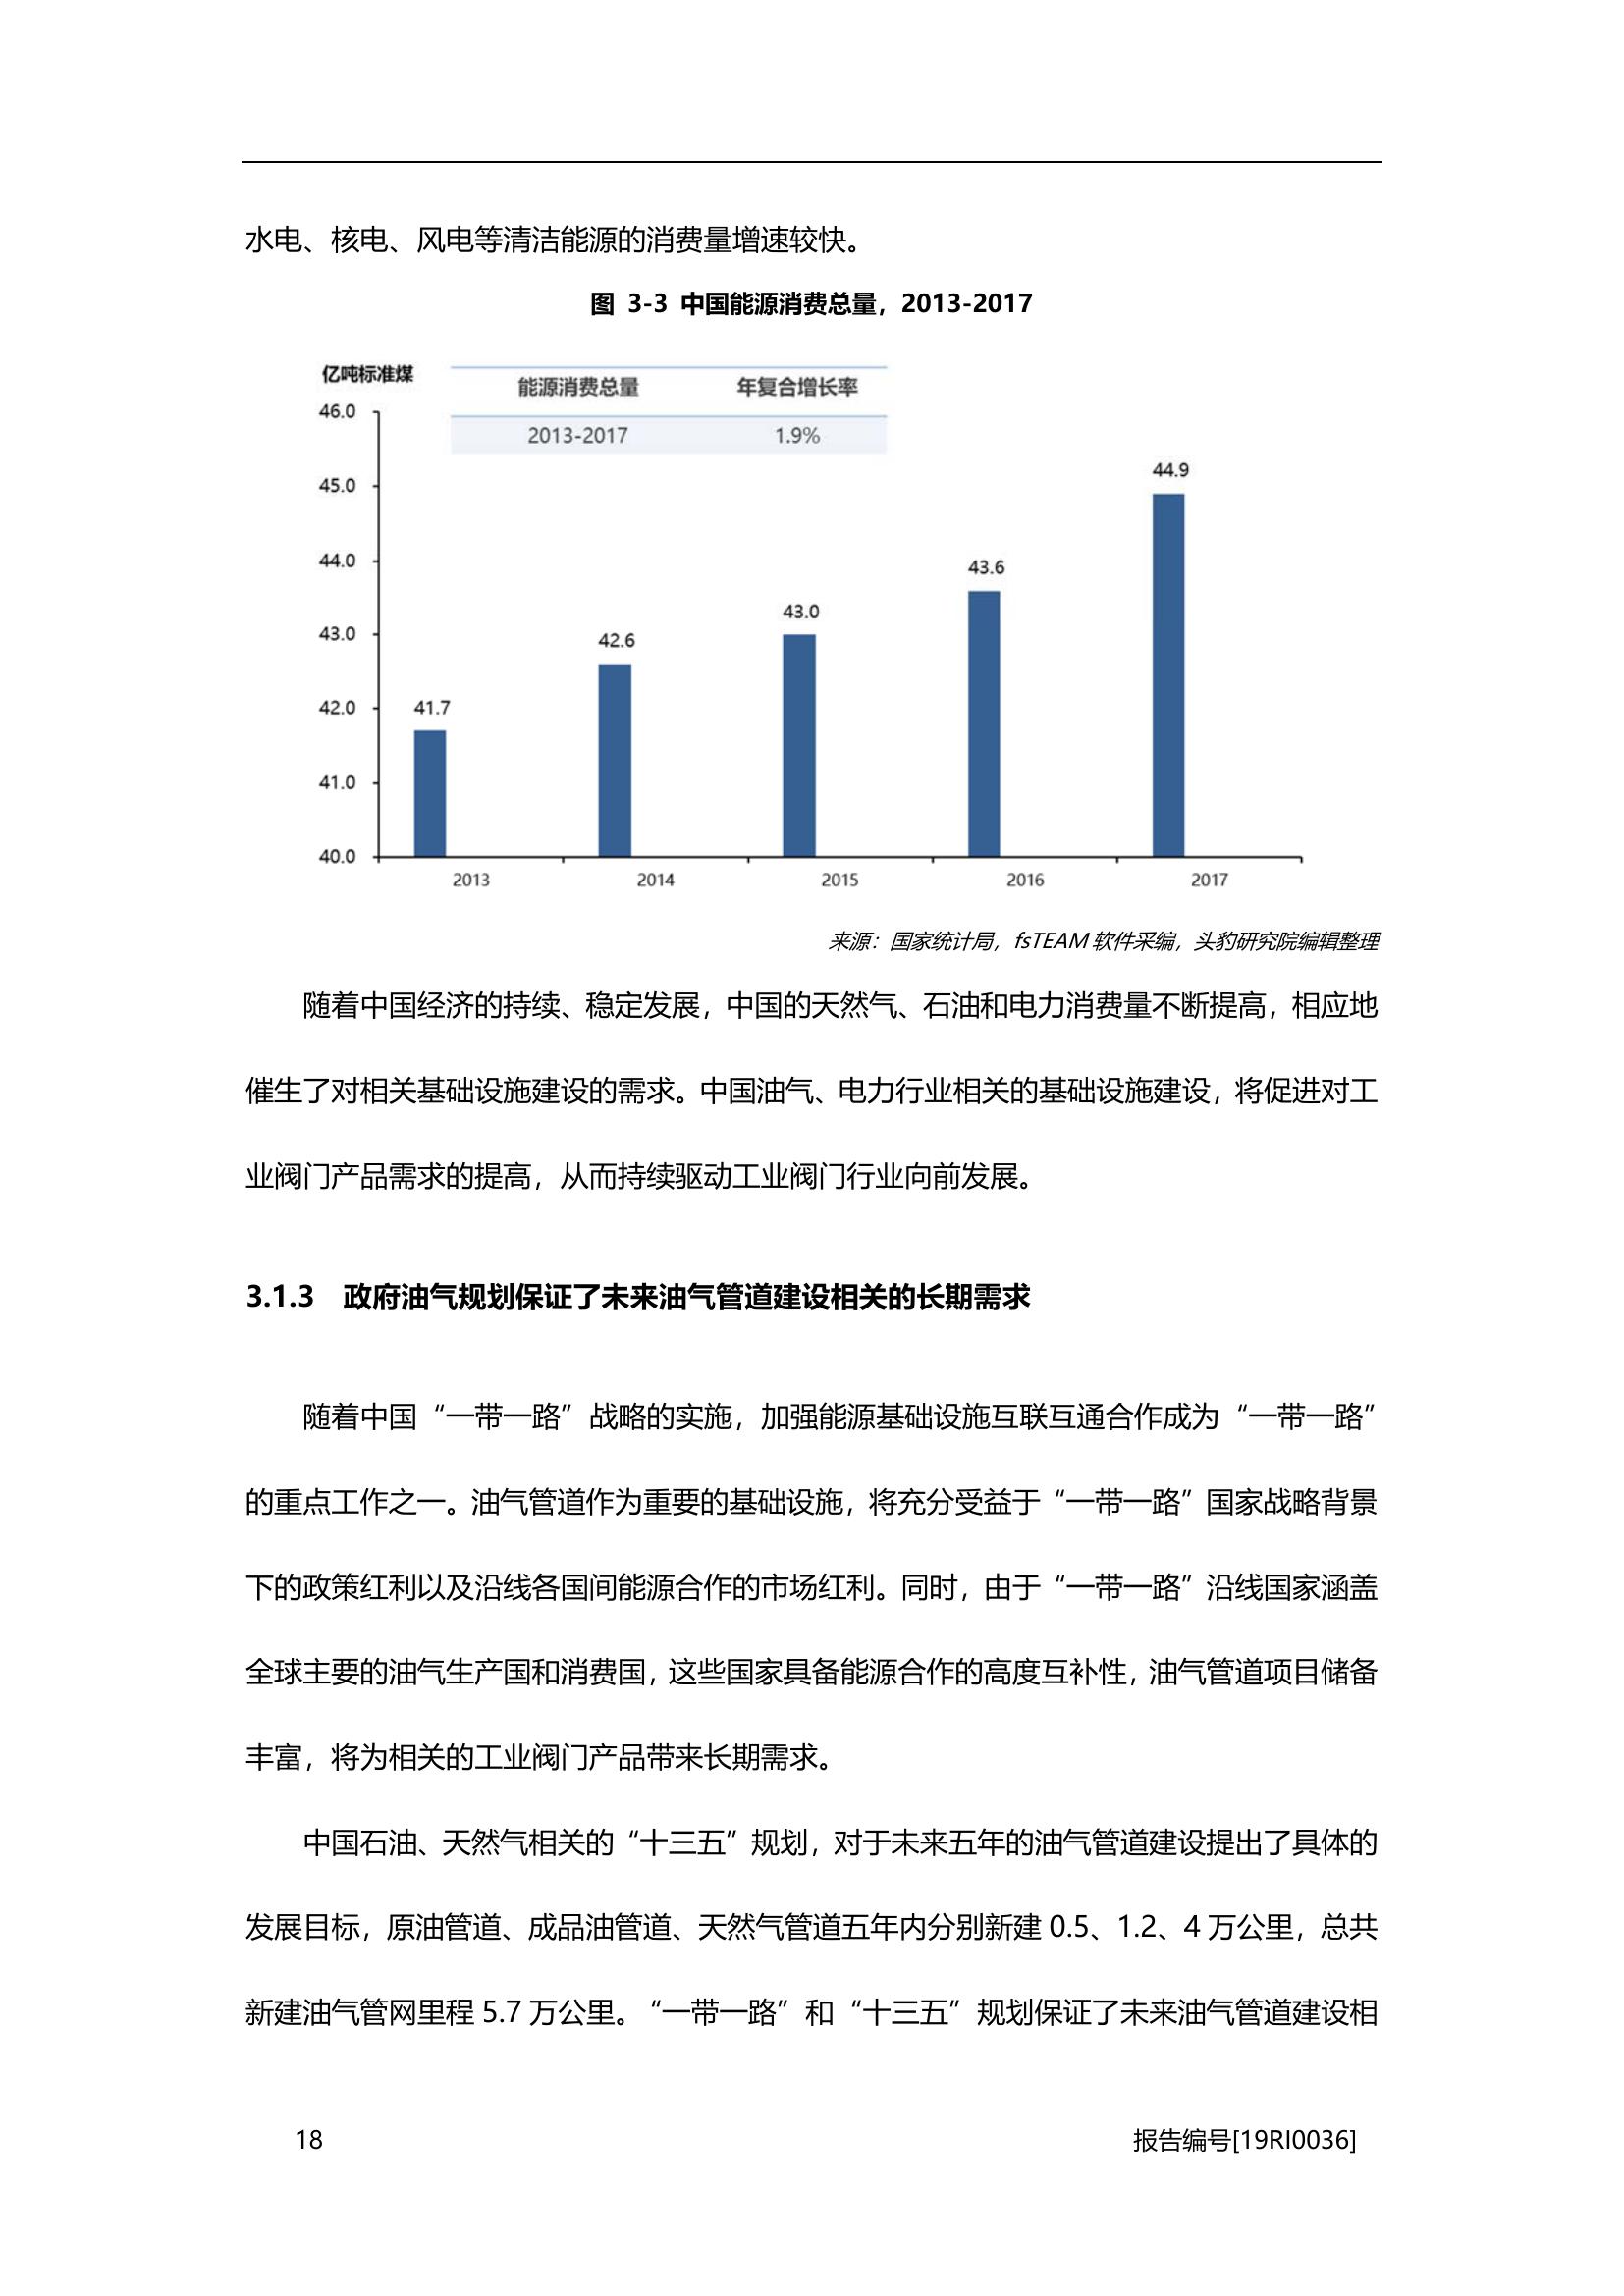 水电、核电、风电等清洁能源的消费量增速较快。
图 3-3 中国能源消费总量，2013-2017
亿吨标准煤
能源消费总量 年复合增长率
2013-2017 1.9%
46.0
45.0
44.0
43.0
42.0
41.0
40.0
41.7
42.6
43.0
43.6
44.9
2013 2014 2015 2016 2017
来源：国家统计局，fsTEAM 软件采编，头豹研究院编辑整理
随着中国经济的持续、稳定发展，中国的天然气、石油和电力消费量不断提高，相应地
催生了对相关基础设施建设的需求。中国油气、电力行业相关的基础设施建设，将促进对工
业阀门产品需求的提高，从而持续驱动工业阀门行业向前发展。
3.1.3 政府油气规划保证了未来油气管道建设相关的长期需求
随着中国“一带一路”战略的实施，加强能源基础设施互联互通合作成为“一带一路”
的重点工作之一。油气管道作为重要的基础设施，将充分受益于“一带一路”国家战略背景
下的政策红利以及沿线各国间能源合作的市场红利。同时，由于“一带一路”沿线国家涵盖
全球主要的油气生产国和消费国，这些国家具备能源合作的高度互补性，油气管道项目储备
丰富，将为相关的工业阀门产品带来长期需求。
中国石油、天然气相关的“十三五”规划，对于未来五年的油气管道建设提出了具体的
发展目标，原油管道、成品油管道、天然气管道五年内分别新建 0.5、1.2、4 万公里，总共
新建油气管网里程 5.7 万公里。“一带一路”和“十三五”规划保证了未来油气管道建设相
18 报告编号[19RI0036]